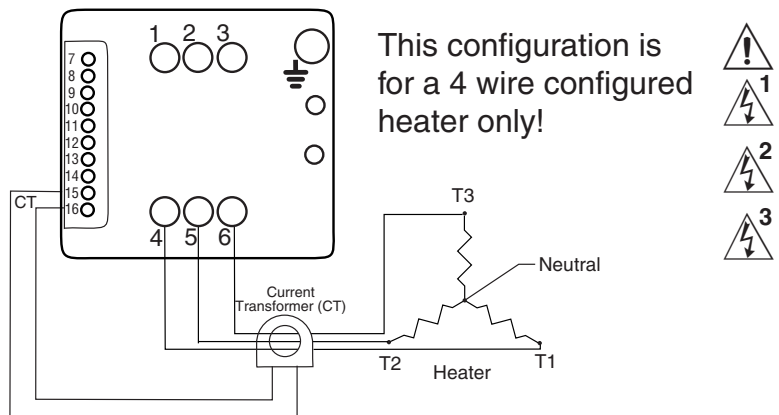 1 2 3
7
8
9
10
11
12
13
14
15
16
CT
4 5 6
This configuration is
for a 4 wire configured
heater only!
1
2
3
T3
Neutral
Current
Transformer (CT)
T2
T1
Heater